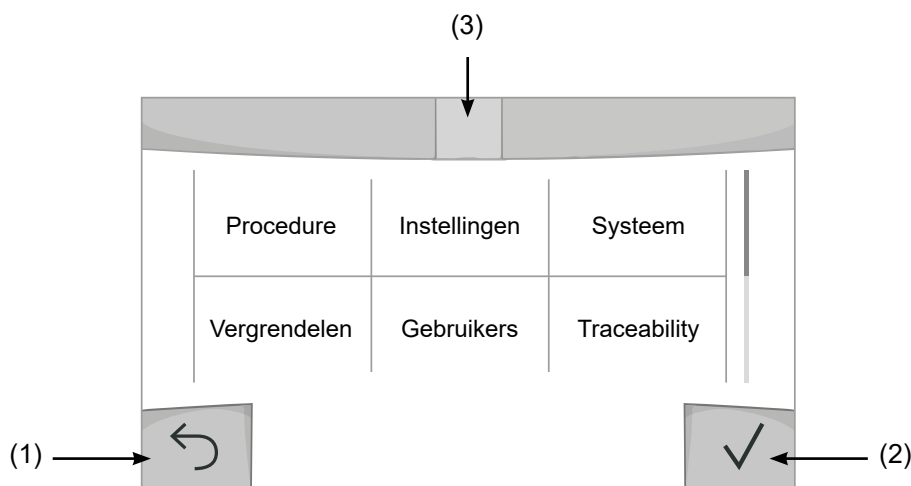 (3)
Procedure Instellingen Systeem
Vergrendelen Gebruikers Traceability
(1) (2)